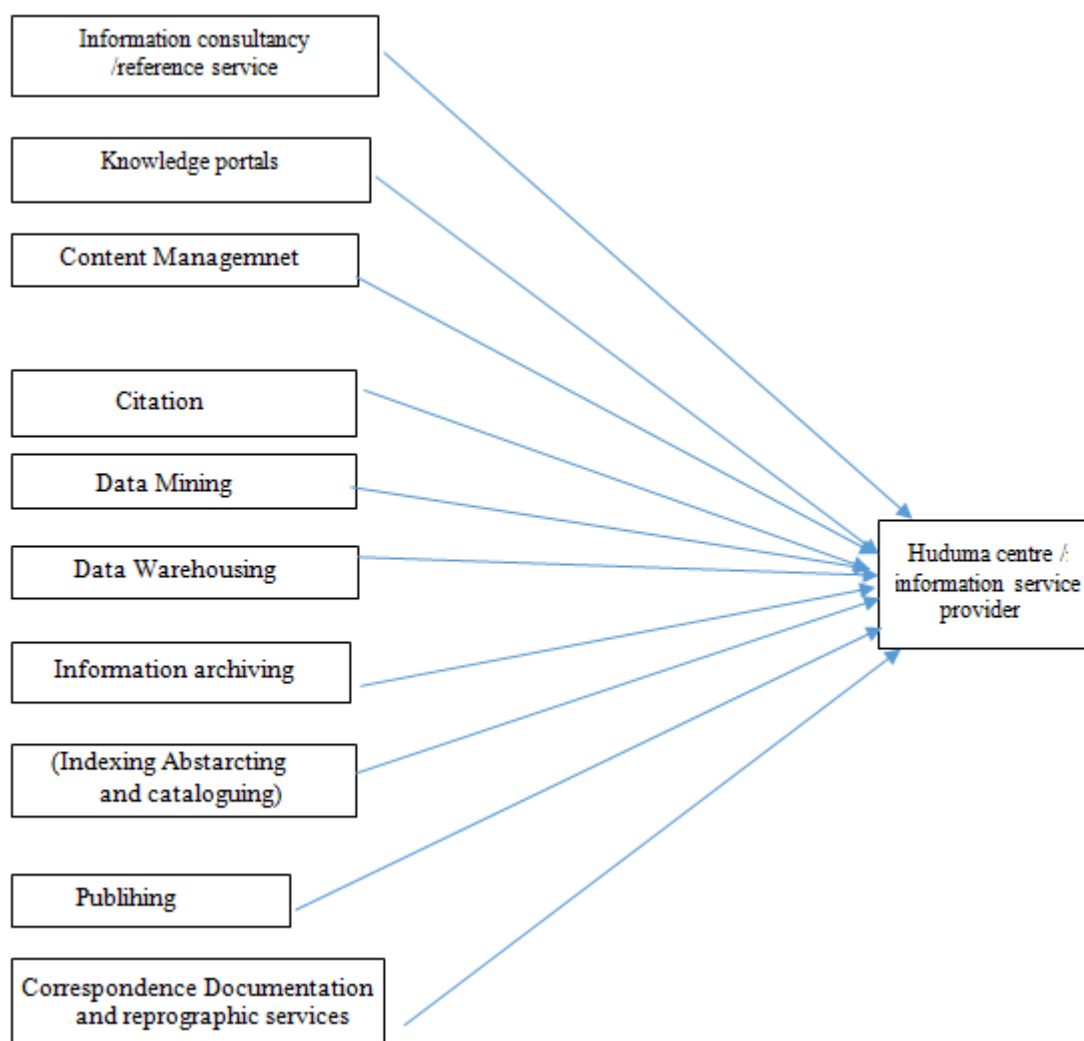 Information consultancy
/reference service
Knowledge portals
Content Managemnet
Citation
Data Mining
Data Warehousing
Information archiving
(Indexing Abstarcting
and cataloguing)
Publihing
Correspondence Documentation
and reprographic services
Huduma centre /
information service
provider